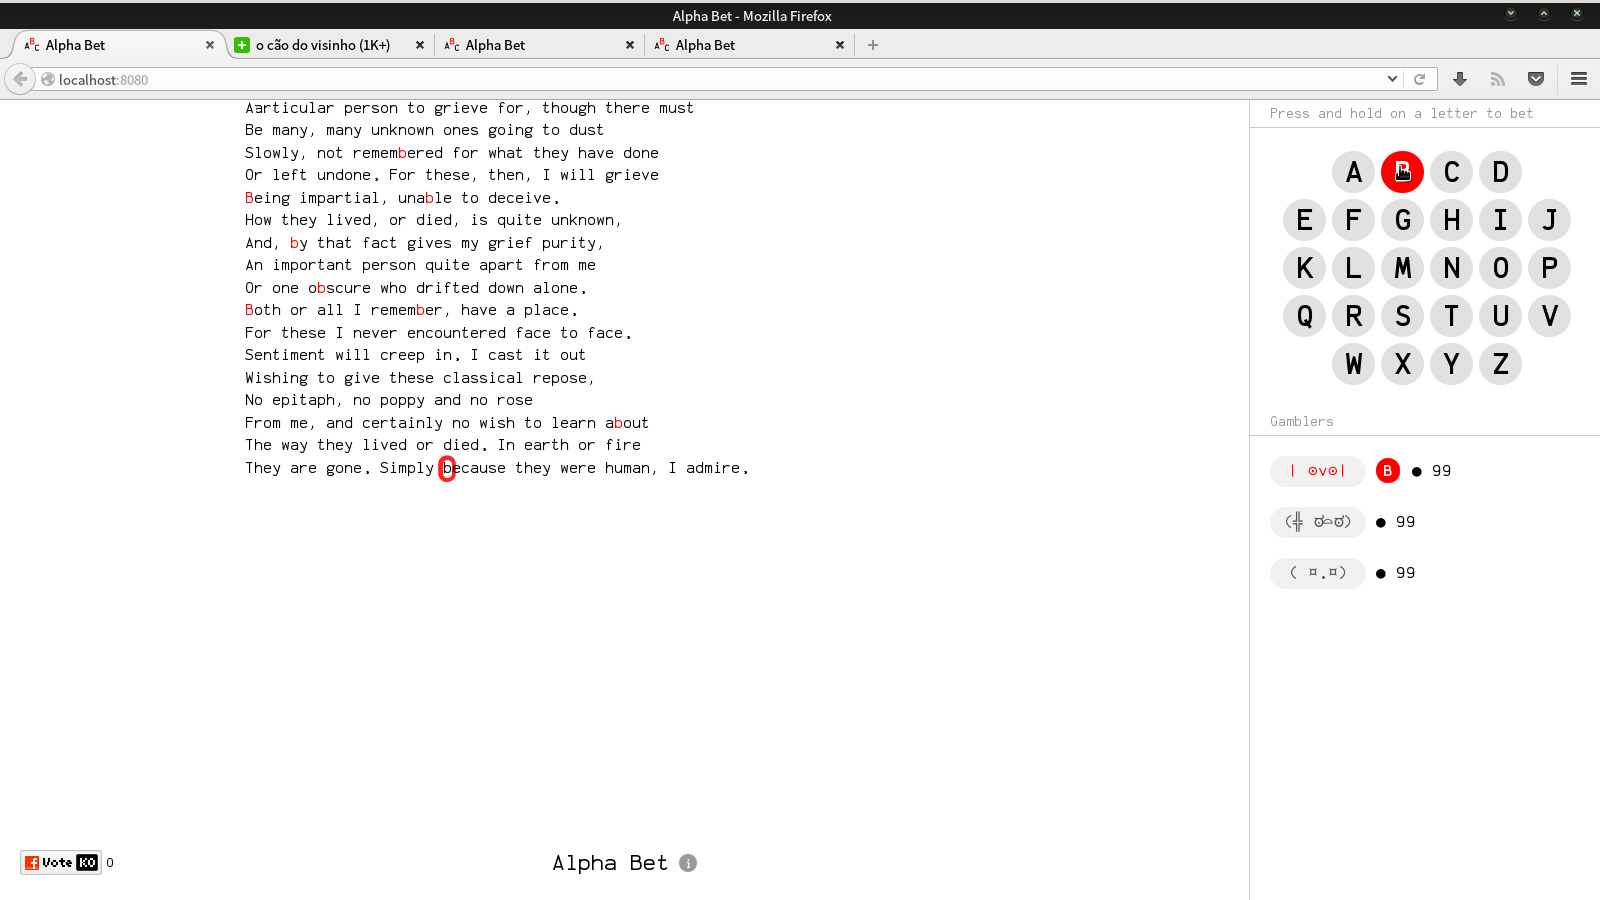 Alpha Bet - Mozilla Firefox
Alpha Bet
o cão do visinho (1K+)
Alpha Bet
Alpha Bet
localhost:8080
Aarticular person to grieve for, though there must
Be many, many unknown ones going to dust
Slowly, not remembered for what they have done
Or left undone. For these, then, I will grieve
Being impartial, unable to deceive.
How they lived, or died, is quite unknown,
And, by that fact gives my grief purity,
An important person quite apart from me
Or one obscure who drifted down alone.
Both or all I remember, have a place.
For these I never encountered face to face.
Sentiment will creep in. I cast it out
Wishing to give these classical repose,
No epitaph, no poppy and no rose
From me, and certainly no wish to learn about
The way they lived or died. In earth or fire
They are gone. Simply because they were human, I admire.
Press and hold on a letter to bet
A B C D
E F G H I J
K L M N O P
Q R S T U V
W X Y Z
Gamblers
| ⊙v⊙| B ● 99
(╬ ಠ⌓ಠ) ● 99
( ¤.¤) ● 99
f Vote KO 0
Alpha Bet i